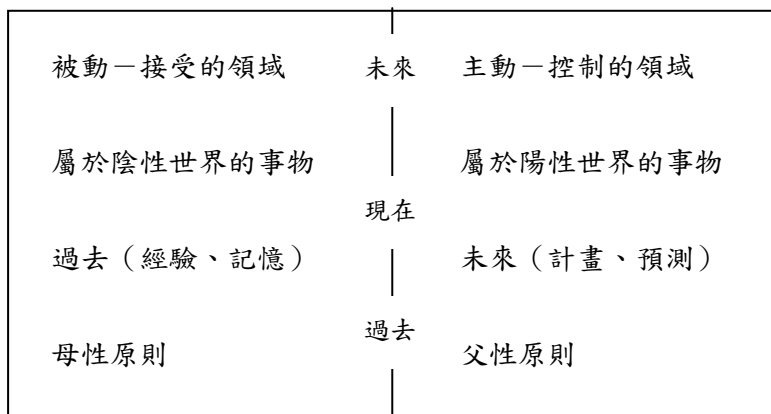 被動－接受的領域
未來
主動－控制的領域
屬於陰性世界的事物
屬於陽性世界的事物
現在
過去（經驗、記憶）
未來（計畫、預測）
過去
母性原則
父性原則